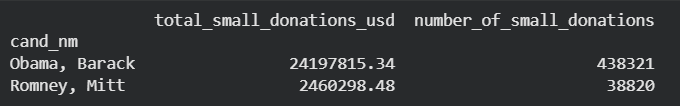 total_small_donations_usd number_of_small_donations
cand_nm
Obama, Barack 24197815.34 438321
Romney, Mitt 2460298.48 38820